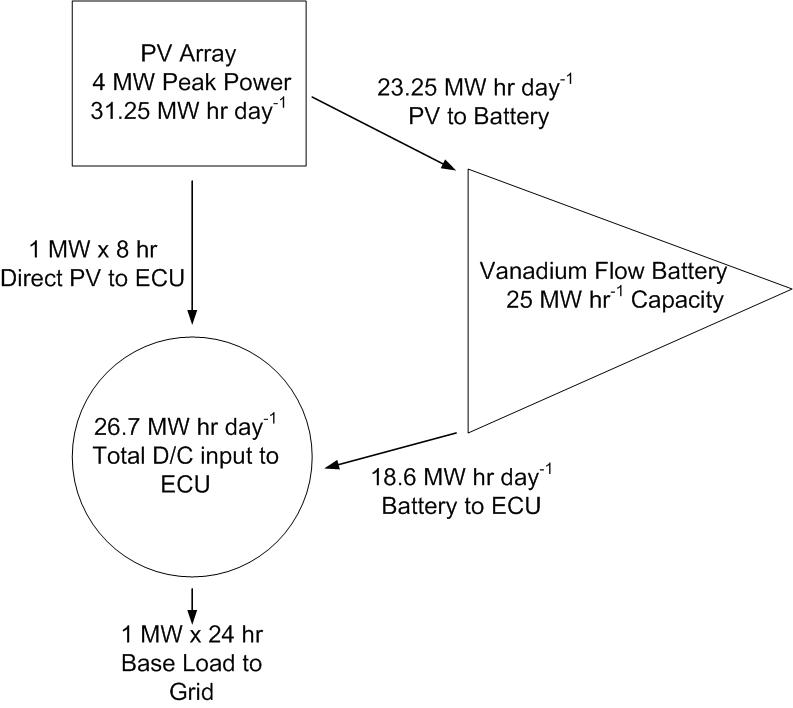 PV Array
4 MW Peak Power
31.25 MW hr day⁻¹
23.25 MW hr day⁻¹
PV to Battery
1 MW x 8 hr
Direct PV to ECU
Vanadium Flow Battery
25 MW hr⁻¹ Capacity
26.7 MW hr day⁻¹
Total D/C input to
ECU
18.6 MW hr day⁻¹
Battery to ECU
1 MW x 24 hr
Base Load to
Grid